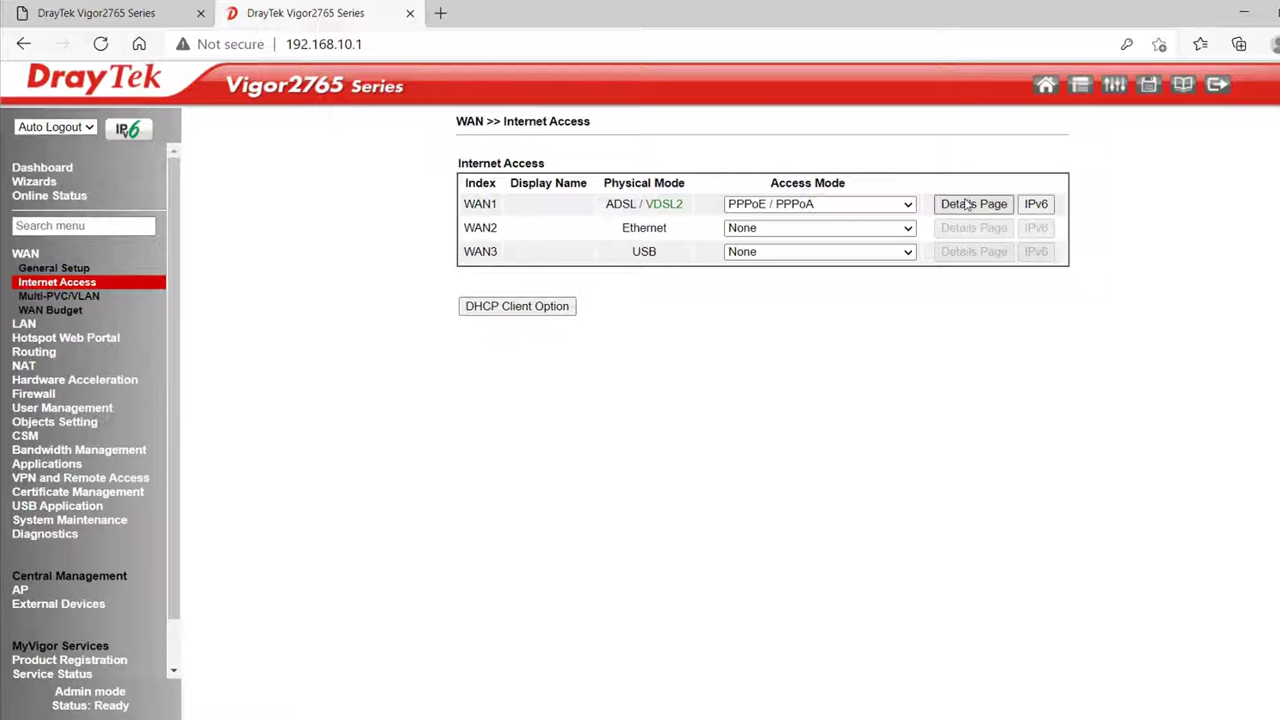 DrayTek Vigor2765 Series
DrayTek Vigor2765 Series
Not secure 192.168.10.1
DrayTek Vigor2765 Series
Auto Logout IPv6
Dashboard
Wizards
Online Status
Search menu
WAN
General Setup
Internet Access
Multi-PVC/VLAN
WAN Budget
LAN
Hotspot Web Portal
Routing
NAT
Hardware Acceleration
Firewall
User Management
Objects Setting
CSM
Bandwidth Management
Applications
VPN and Remote Access
Certificate Management
USB Application
System Maintenance
Diagnostics
Central Management
AP
External Devices
MyVigor Services
Product Registration
Service Status
Admin mode
Status: Ready
WAN >> Internet Access
Internet Access
Index Display Name Physical Mode Access Mode
WAN1 ADSL / VDSL2 PPPoE / PPPoA Details Page IPv6
WAN2 Ethernet None Details Page IPv6
WAN3 USB None Details Page IPv6
DHCP Client Option